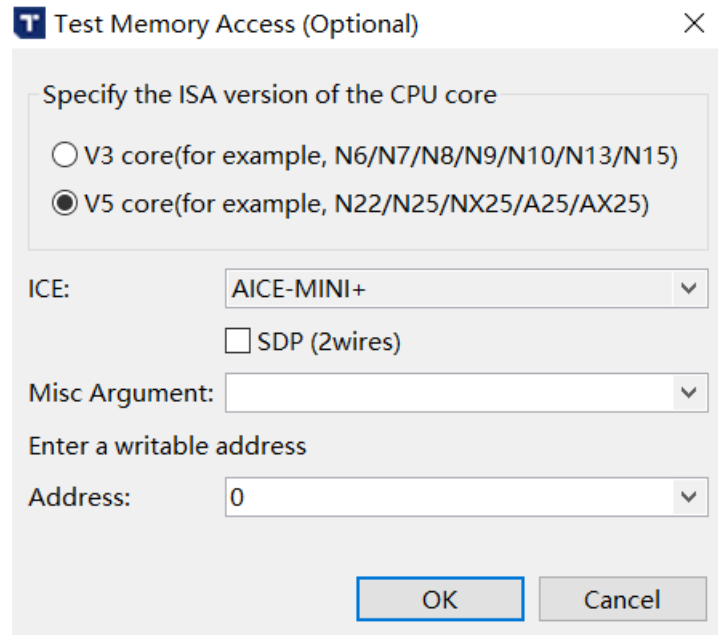 T Test Memory Access (Optional)
Specify the ISA version of the CPU core
V3 core(for example, N6/N7/N8/N9/N10/N13/N15)
V5 core(for example, N22/N25/NX25/A25/AX25)
ICE: AICE-MINI+
SDP (2wires)
Misc Argument:
Enter a writable address
Address: 0
OK Cancel